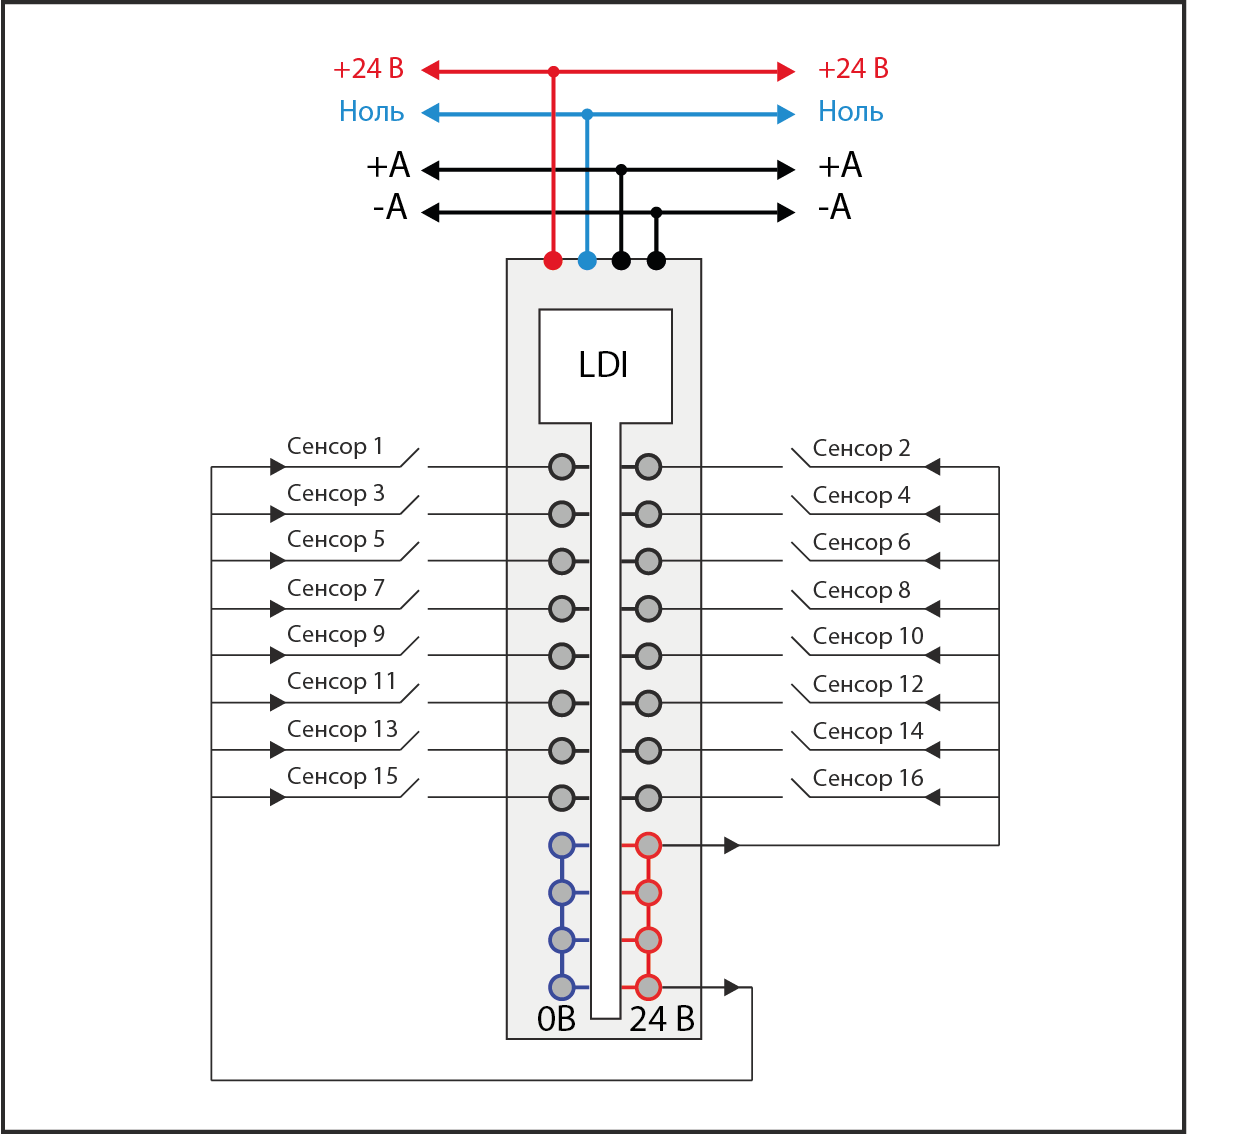 +24 В +24 В
Ноль Ноль
+A +A
-A -A
LDI
Сенсор 1 Сенсор 2
Сенсор 3 Сенсор 4
Сенсор 5 Сенсор 6
Сенсор 7 Сенсор 8
Сенсор 9 Сенсор 10
Сенсор 11 Сенсор 12
Сенсор 13 Сенсор 14
Сенсор 15 Сенсор 16
0В 24 В